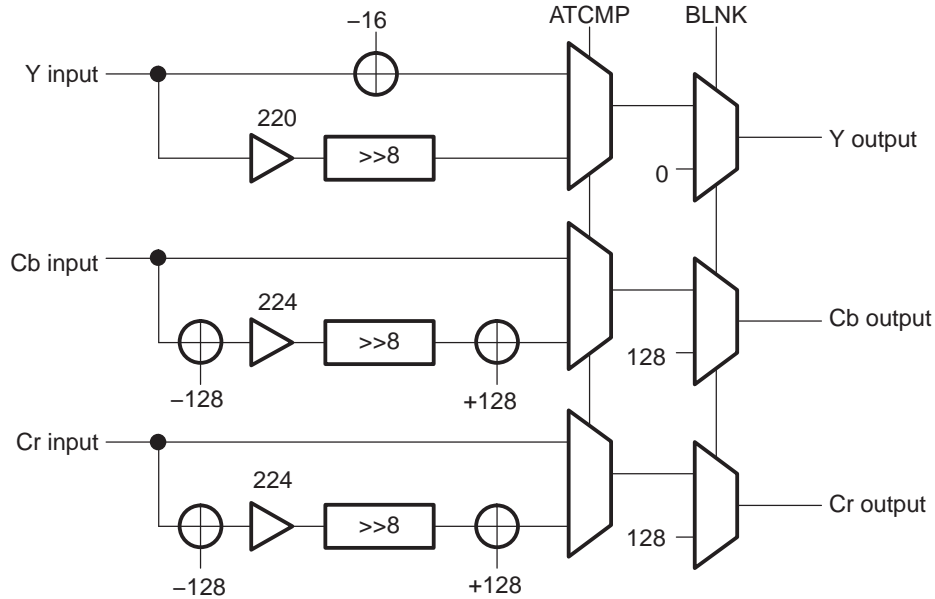 ATCMP BLNK
−16
Y input
220
>>8
Y output
0
Cb input
224
>>8
Cb output
128
−128
+128
Cr input
224
>>8
Cr output
128
−128
+128